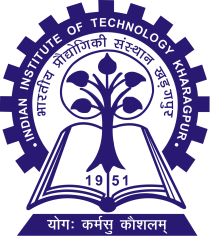 • INDIAN INSTITUTE OF TECHNOLOGY KHARAGPUR •
भारतीय प्रौद्योगिकी संस्थान खड़गपुर
1951
योगः कर्मसु कौशलम्